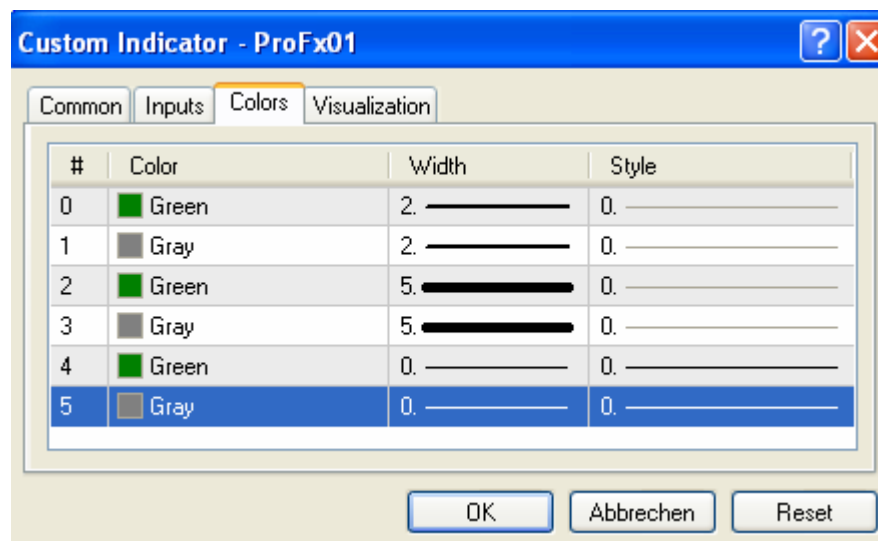 Custom Indicator - ProFx01
Common Inputs Colors Visualization
# Color Width Style
0 Green 2. 0.
1 Gray 2. 0.
2 Green 5. 0.
3 Gray 5. 0.
4 Green 0. 0.
5 Gray 0. 0.
OK Abbrechen Reset